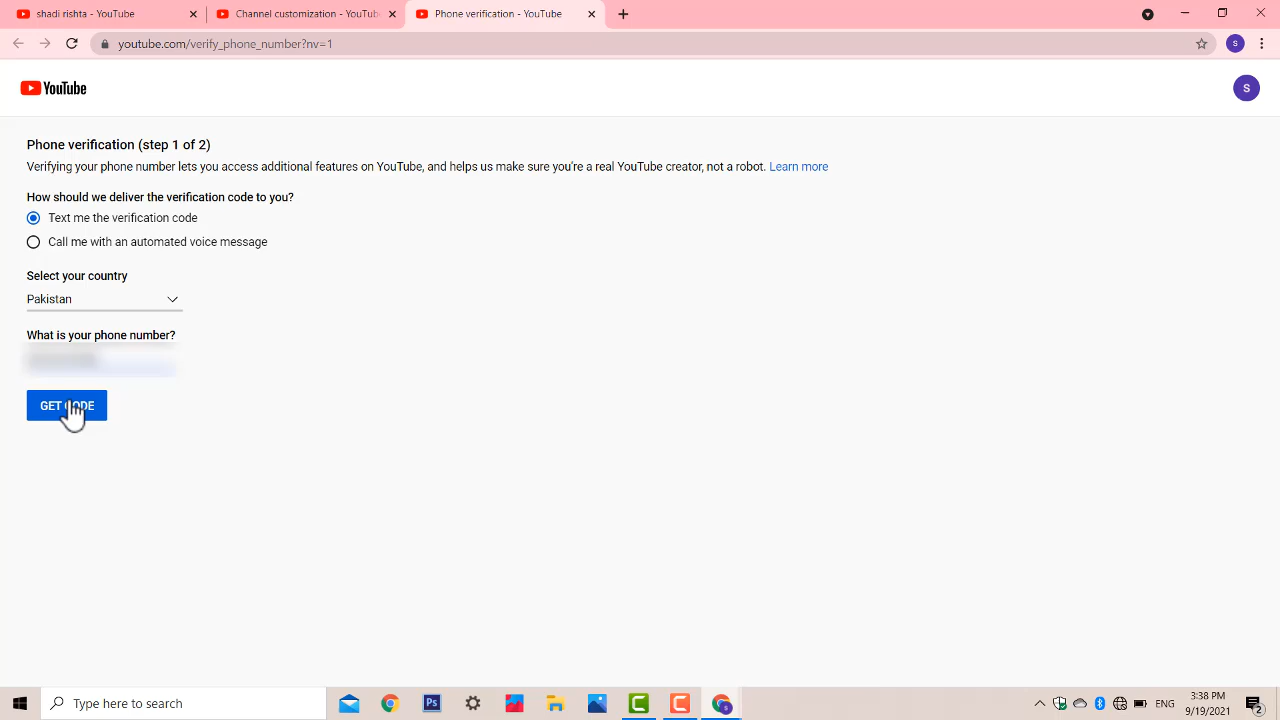 shadi rishta - YouTube
Channel customization - YouTube
Phone verification - YouTube
youtube.com/verify_phone_number?nv=1
S
YouTube
S
Phone verification (step 1 of 2)
Verifying your phone number lets you access additional features on YouTube, and helps us make sure you're a real YouTube creator, not a robot. Learn more
How should we deliver the verification code to you?
Text me the verification code
Call me with an automated voice message
Select your country
Pakistan
What is your phone number?
GET CODE
Type here to search
Ps
ENG
3:38 PM
9/19/2021
2